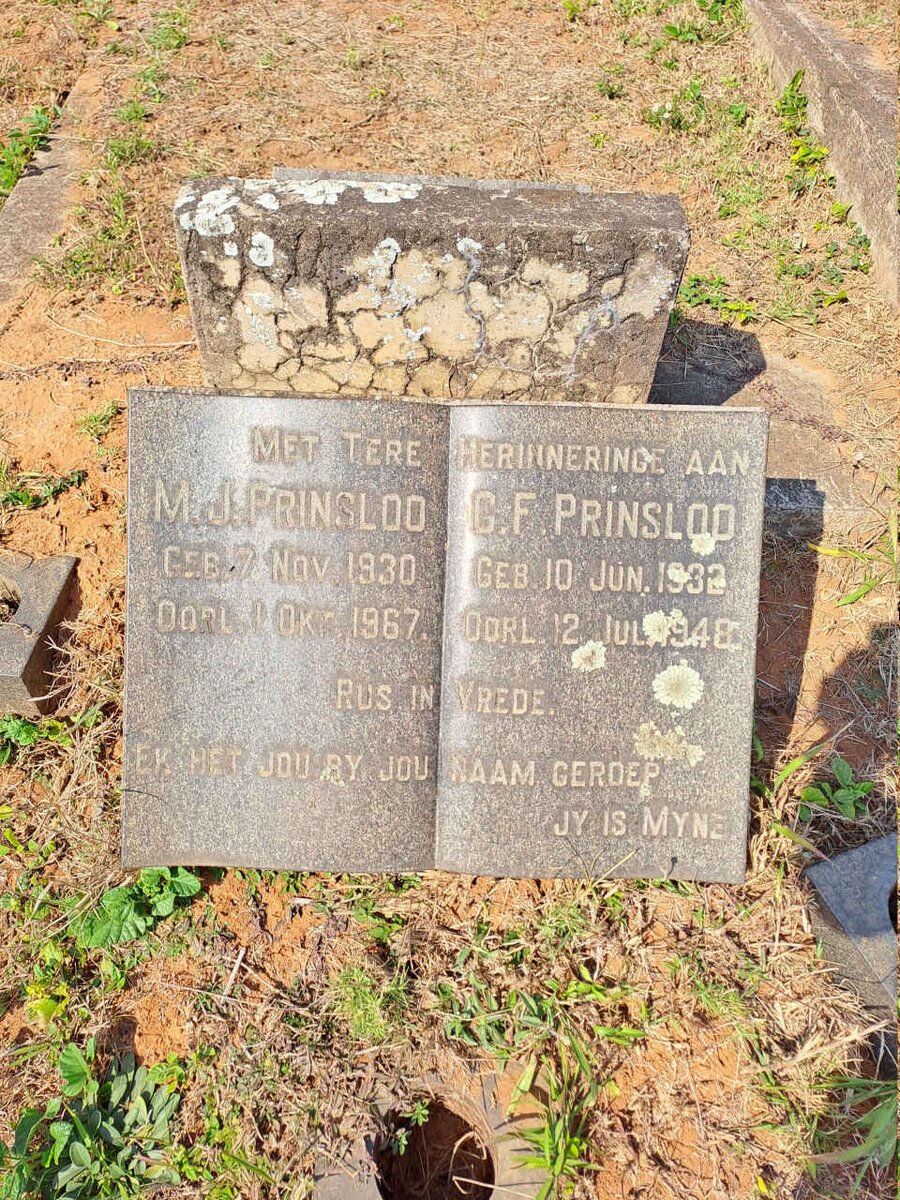 MET TERE HERINNERINGE AAN
M.J. PRINSLOO C.F. PRINSLOO
GEB. 7 NOV. 1930 GEB. 10 JUN. 1932
OORL. 1 OKT. 1967. OORL. 12 JUL. 1948
RUS IN VREDE.
EK HET JOU BY JOU NAAM GEROEP
JY IS MYNE